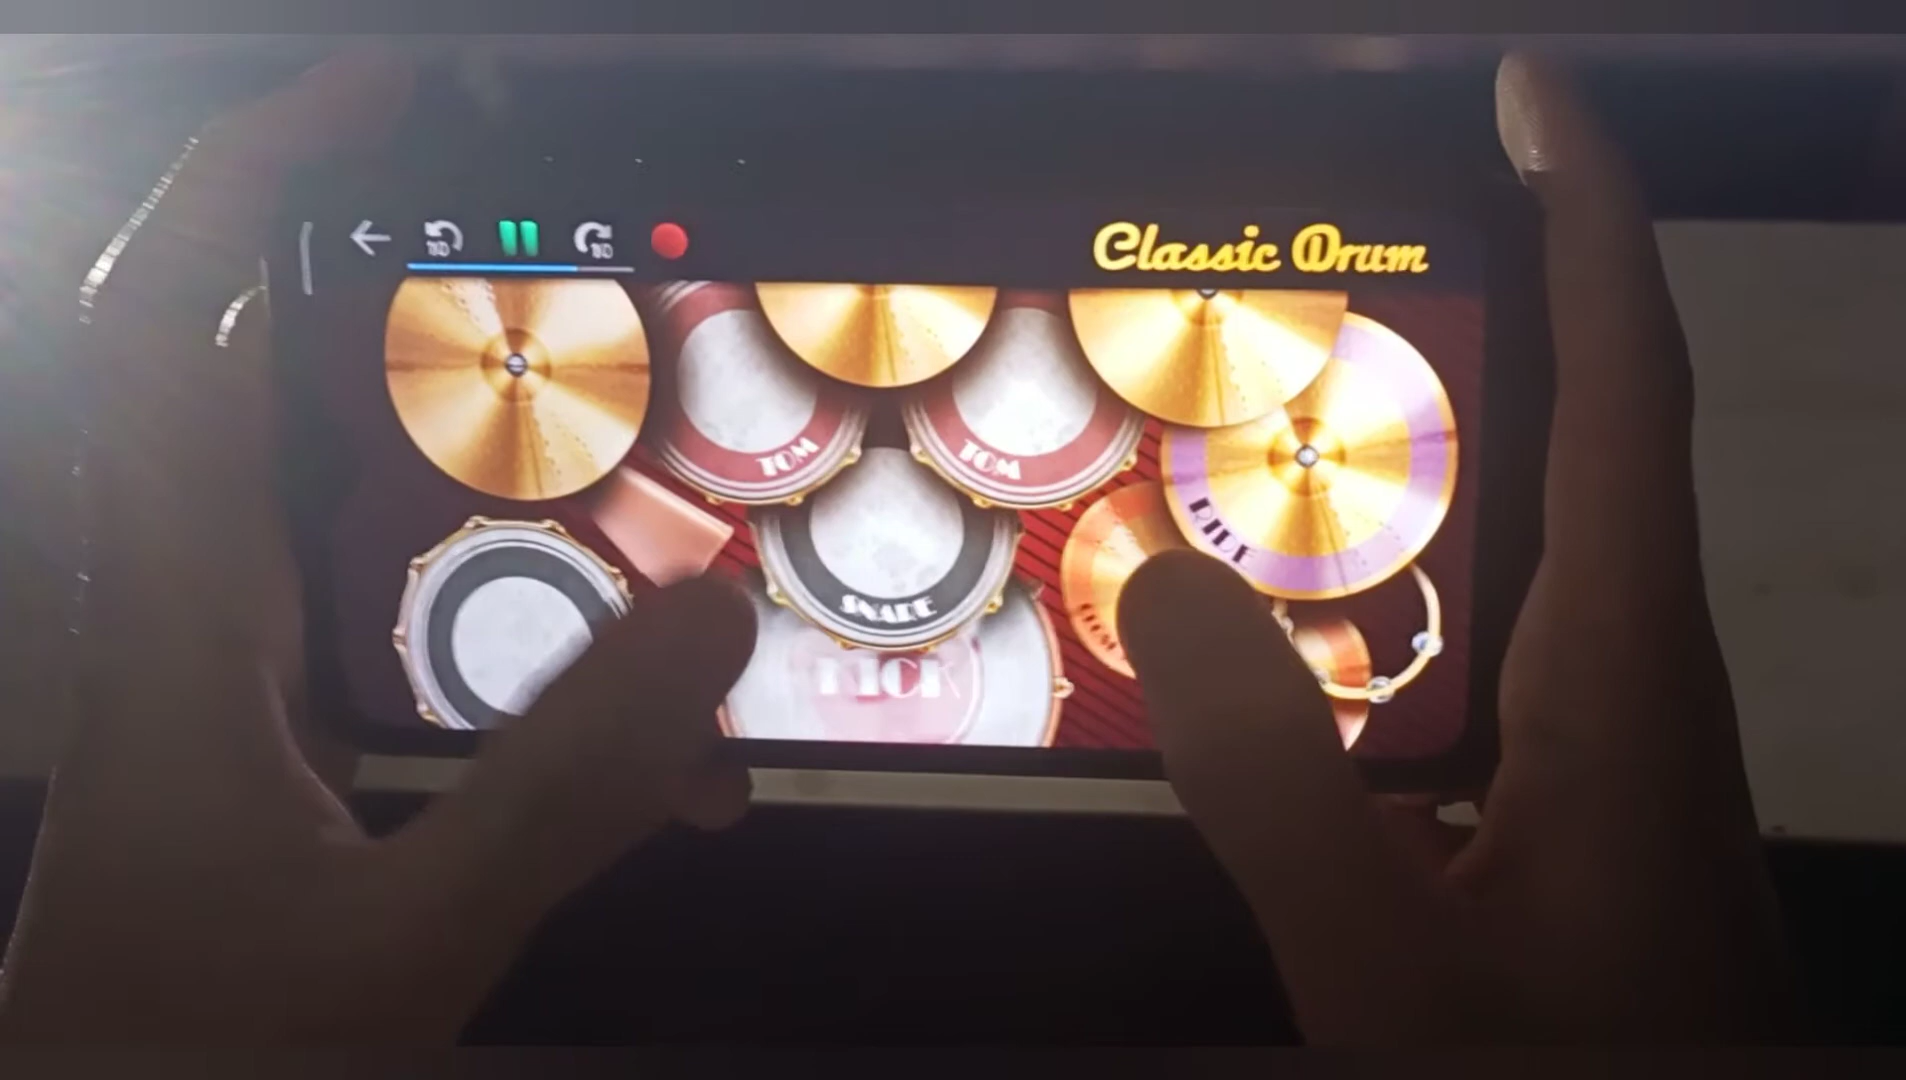 10
10
Classic Drum
TOM
TOM
RIDE
SNARE
KICK